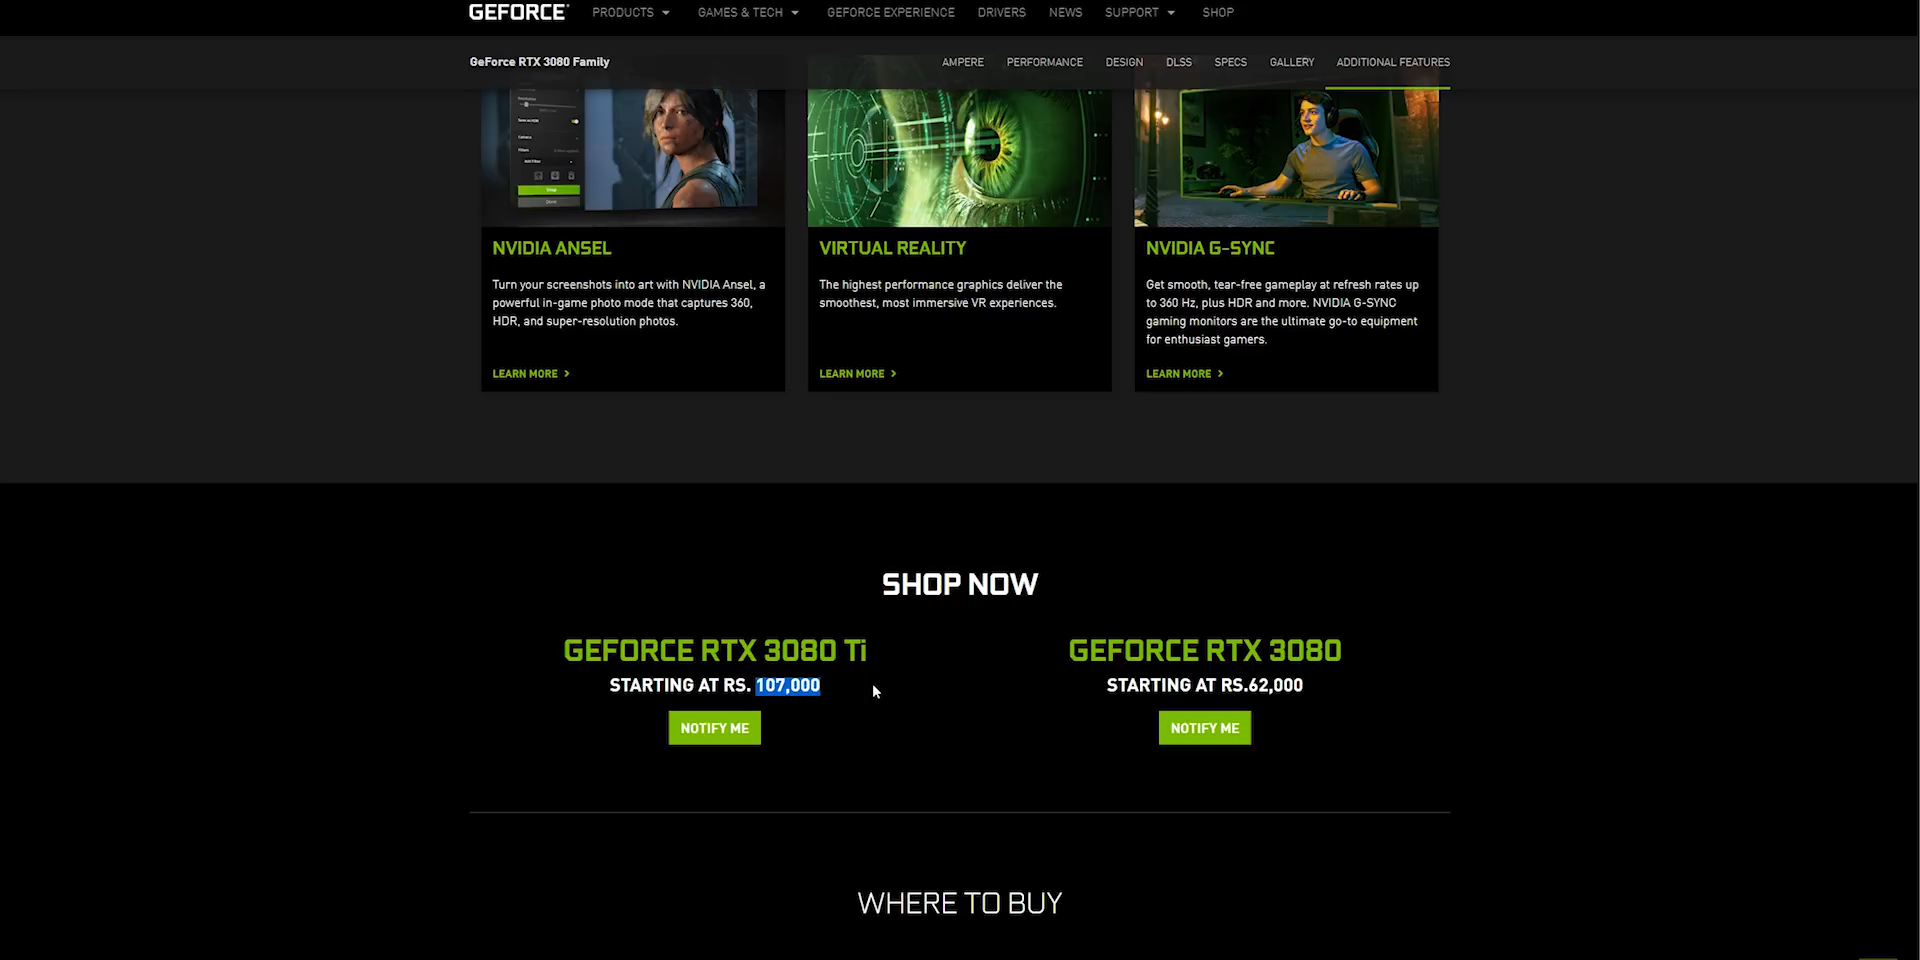 GEFORCE
PRODUCTS
GAMES & TECH
GEFORCE EXPERIENCE
DRIVERS
NEWS
SUPPORT
SHOP
GeForce RTX 3080 Family
AMPERE
PERFORMANCE
DESIGN
DLSS
SPECS
GALLERY
ADDITIONAL FEATURES
NVIDIA ANSEL
Turn your screenshots into art with NVIDIA Ansel, a
powerful in-game photo mode that captures 360,
HDR, and super-resolution photos.
LEARN MORE
VIRTUAL REALITY
The highest performance graphics deliver the
smoothest, most immersive VR experiences.
LEARN MORE
NVIDIA G-SYNC
Get smooth, tear-free gameplay at refresh rates up
to 360 Hz, plus HDR and more. NVIDIA G-SYNC
gaming monitors are the ultimate go-to equipment
for enthusiast gamers.
LEARN MORE
SHOP NOW
GEFORCE RTX 3080 Ti
STARTING AT RS. 107,000
NOTIFY ME
GEFORCE RTX 3080
STARTING AT RS.62,000
NOTIFY ME
WHERE TO BUY